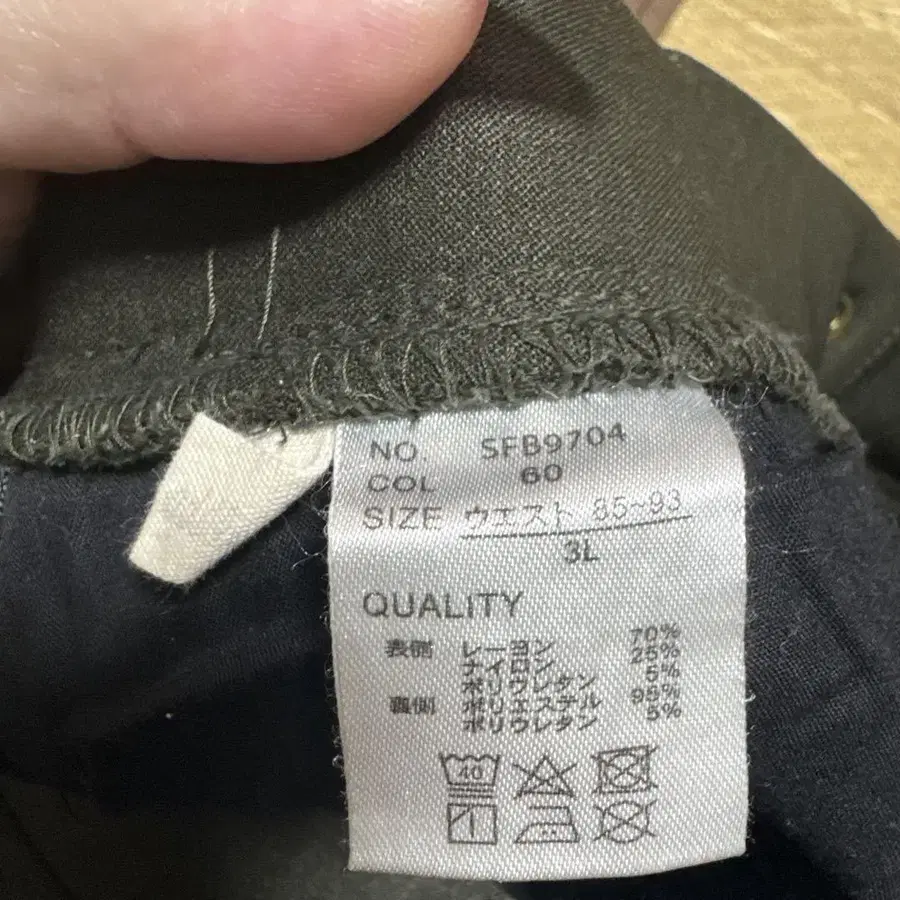 NO. SFB9704
COL 60
SIZE ウエスト 85~93
3L
QUALITY
表側 レーヨン 70%
ナイロン 25%
ポリウレタン 5%
裏側 ポリエステル 95%
ポリウレタン 5%
40